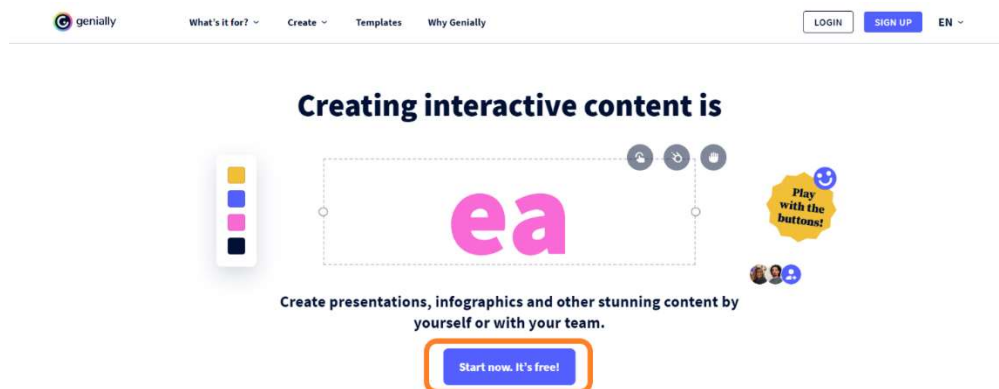 genially
What's it for?
Create
Templates
Why Genially
LOGIN
SIGN UP
EN
Creating interactive content is
ea
Play
with the
buttons!
Create presentations, infographics and other stunning content by
yourself or with your team.
Start now. It's free!